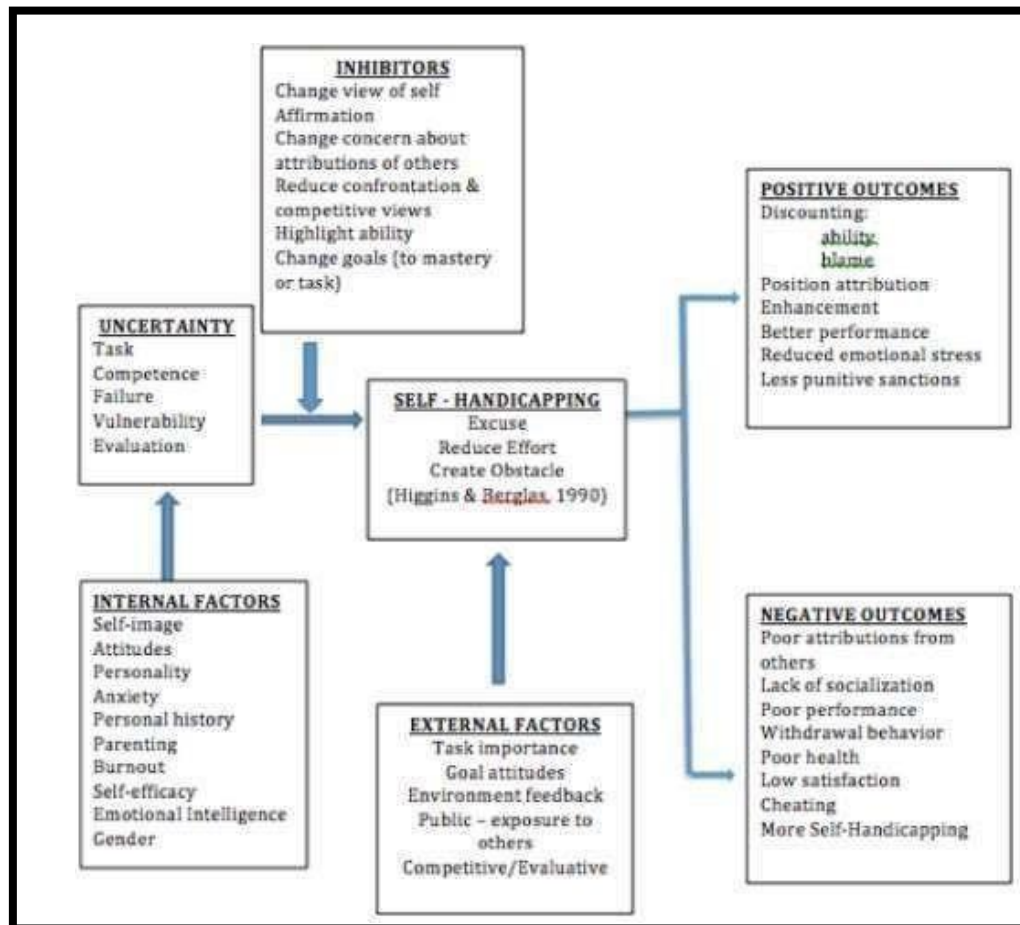 INHIBITORS
Change view of self
Affirmation
Change concern about
attributions of others
Reduce confrontation &
competitive views
Highlight ability
Change goals (to mastery
or task)
UNCERTAINTY
Task
Competence
Failure
Vulnerability
Evaluation
SELF - HANDICAPPING
Excuse
Reduce Effort
Create Obstacle
(Higgins & Berglas, 1990)
POSITIVE OUTCOMES
Discounting:
ability,
blame
Position attribution
Enhancement
Better performance
Reduced emotional stress
Less punitive sanctions
INTERNAL FACTORS
Self-image
Attitudes
Personality
Anxiety
Personal history
Parenting
Burnout
Self-efficacy
Emotional Intelligence
Gender
EXTERNAL FACTORS
Task importance
Goal attitudes
Environment feedback
Public – exposure to
others
Competitive/Evaluative
NEGATIVE OUTCOMES
Poor attributions from
others
Lack of socialization
Poor performance
Withdrawal behavior
Poor health
Low satisfaction
Cheating
More Self-Handicapping